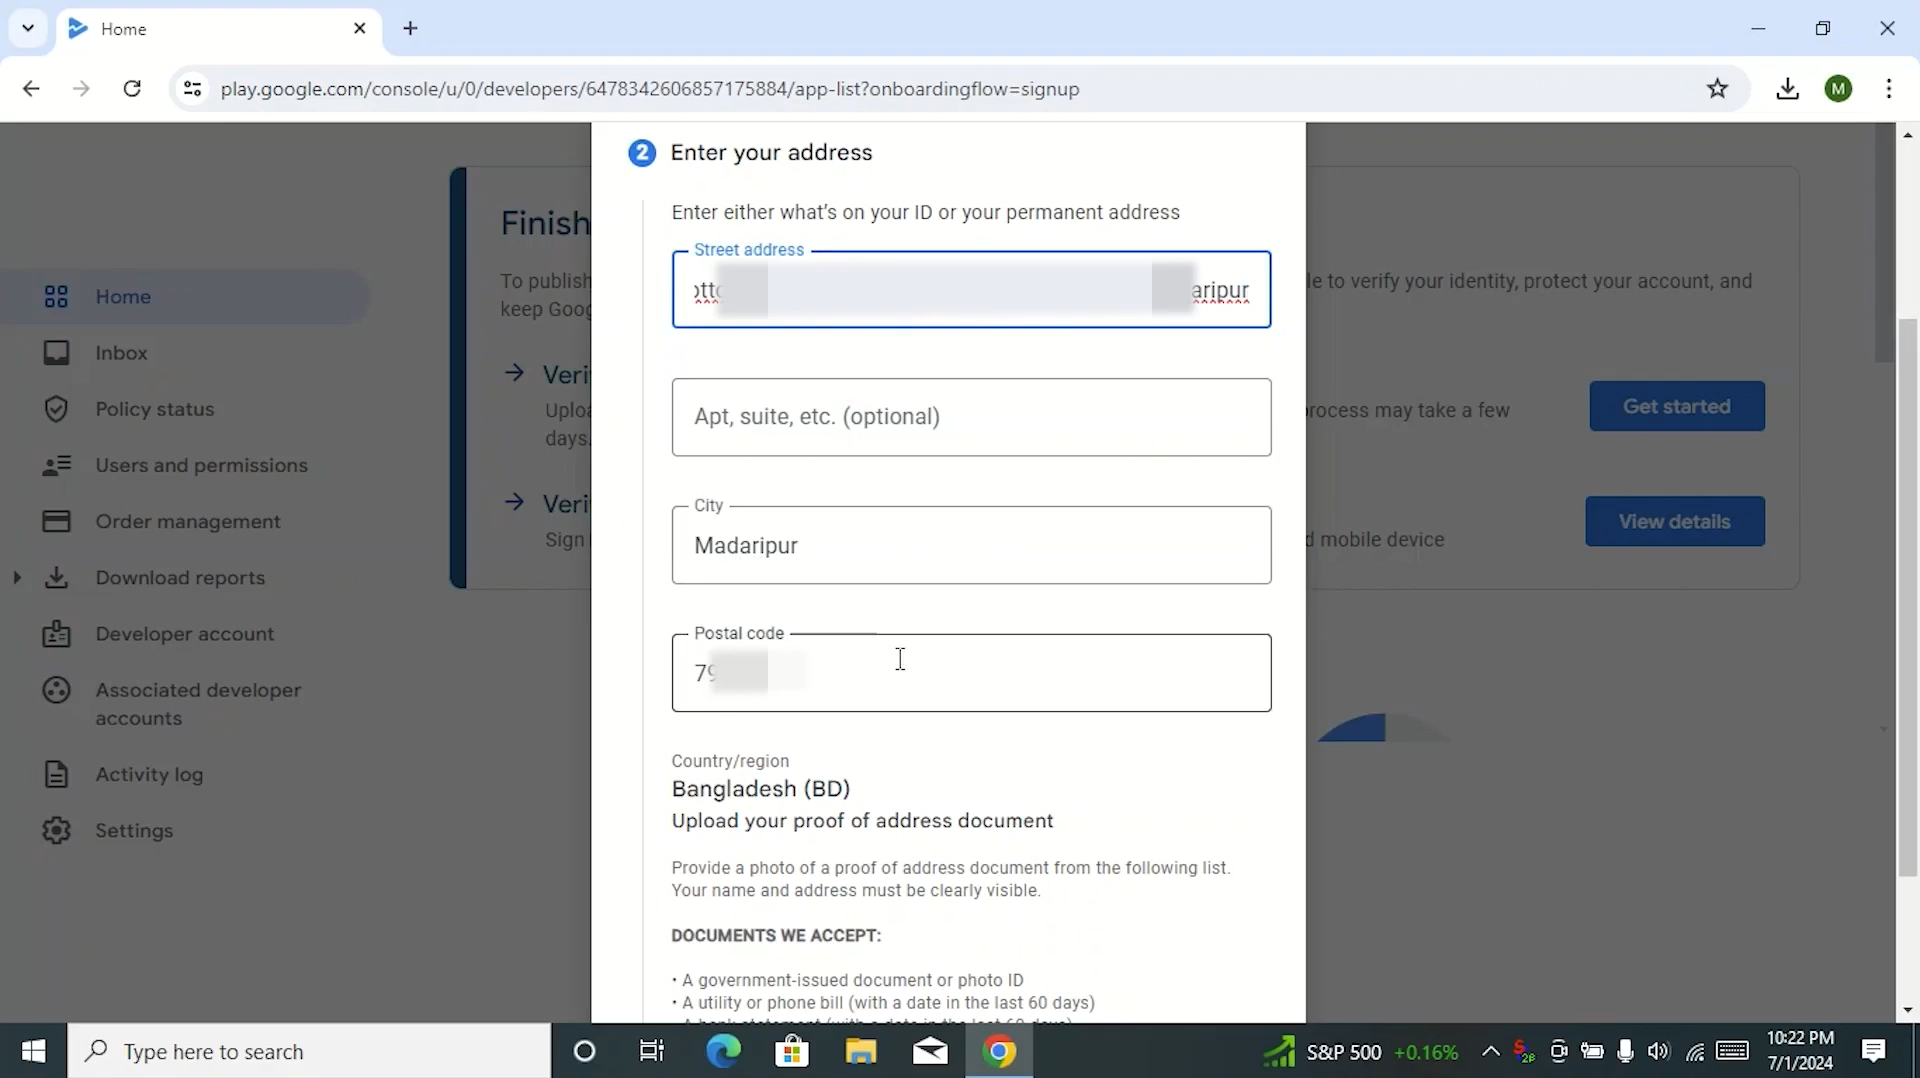 Home
play.google.com/console/u/0/developers/6478342606857175884/app-list?onboardingflow=signup
M
2 Enter your address
Enter either what's on your ID or your permanent address
Street address
aripur
Apt, suite, etc. (optional)
City
Madaripur
Postal code
79
Country/region
Bangladesh (BD)
Upload your proof of address document
Provide a photo of a proof of address document from the following list.
Your name and address must be clearly visible.
DOCUMENTS WE ACCEPT:
• A government-issued document or photo ID
• A utility or phone bill (with a date in the last 60 days)
Home
Inbox
Policy status
Users and permissions
Order management
Download reports
Developer account
Associated developer
accounts
Activity log
Settings
Finish
To publish
le to verify your identity, protect your account, and
keep Goog
Veri
Uploa
process may take a few
days.
Get started
Veri
Sign
d mobile device
View details
Type here to search
S&P 500 +0.16%
10:22 PM
7/1/2024